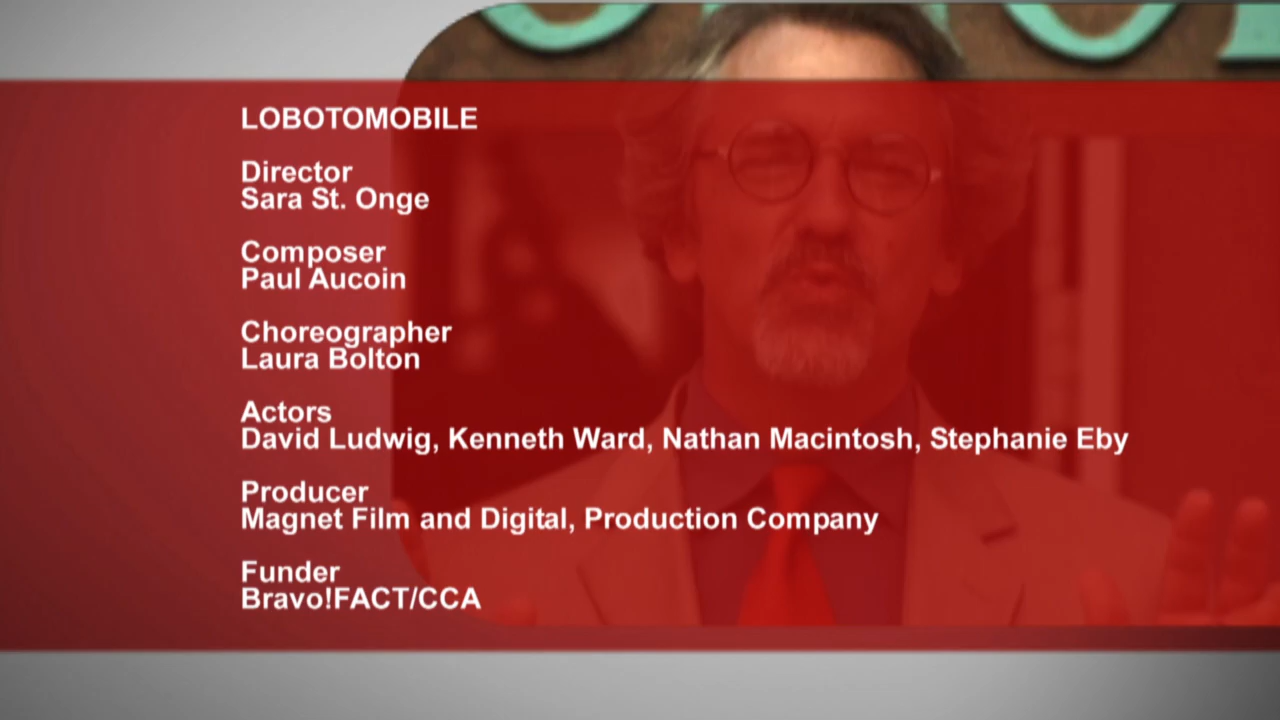 LOBOTOMOBILE
Director
Sara St. Onge
Composer
Paul Aucoin
Choreographer
Laura Bolton
Actors
David Ludwig, Kenneth Ward, Nathan Macintosh, Stephanie Eby
Producer
Magnet Film and Digital, Production Company
Funder
Bravo!FACT/CCA